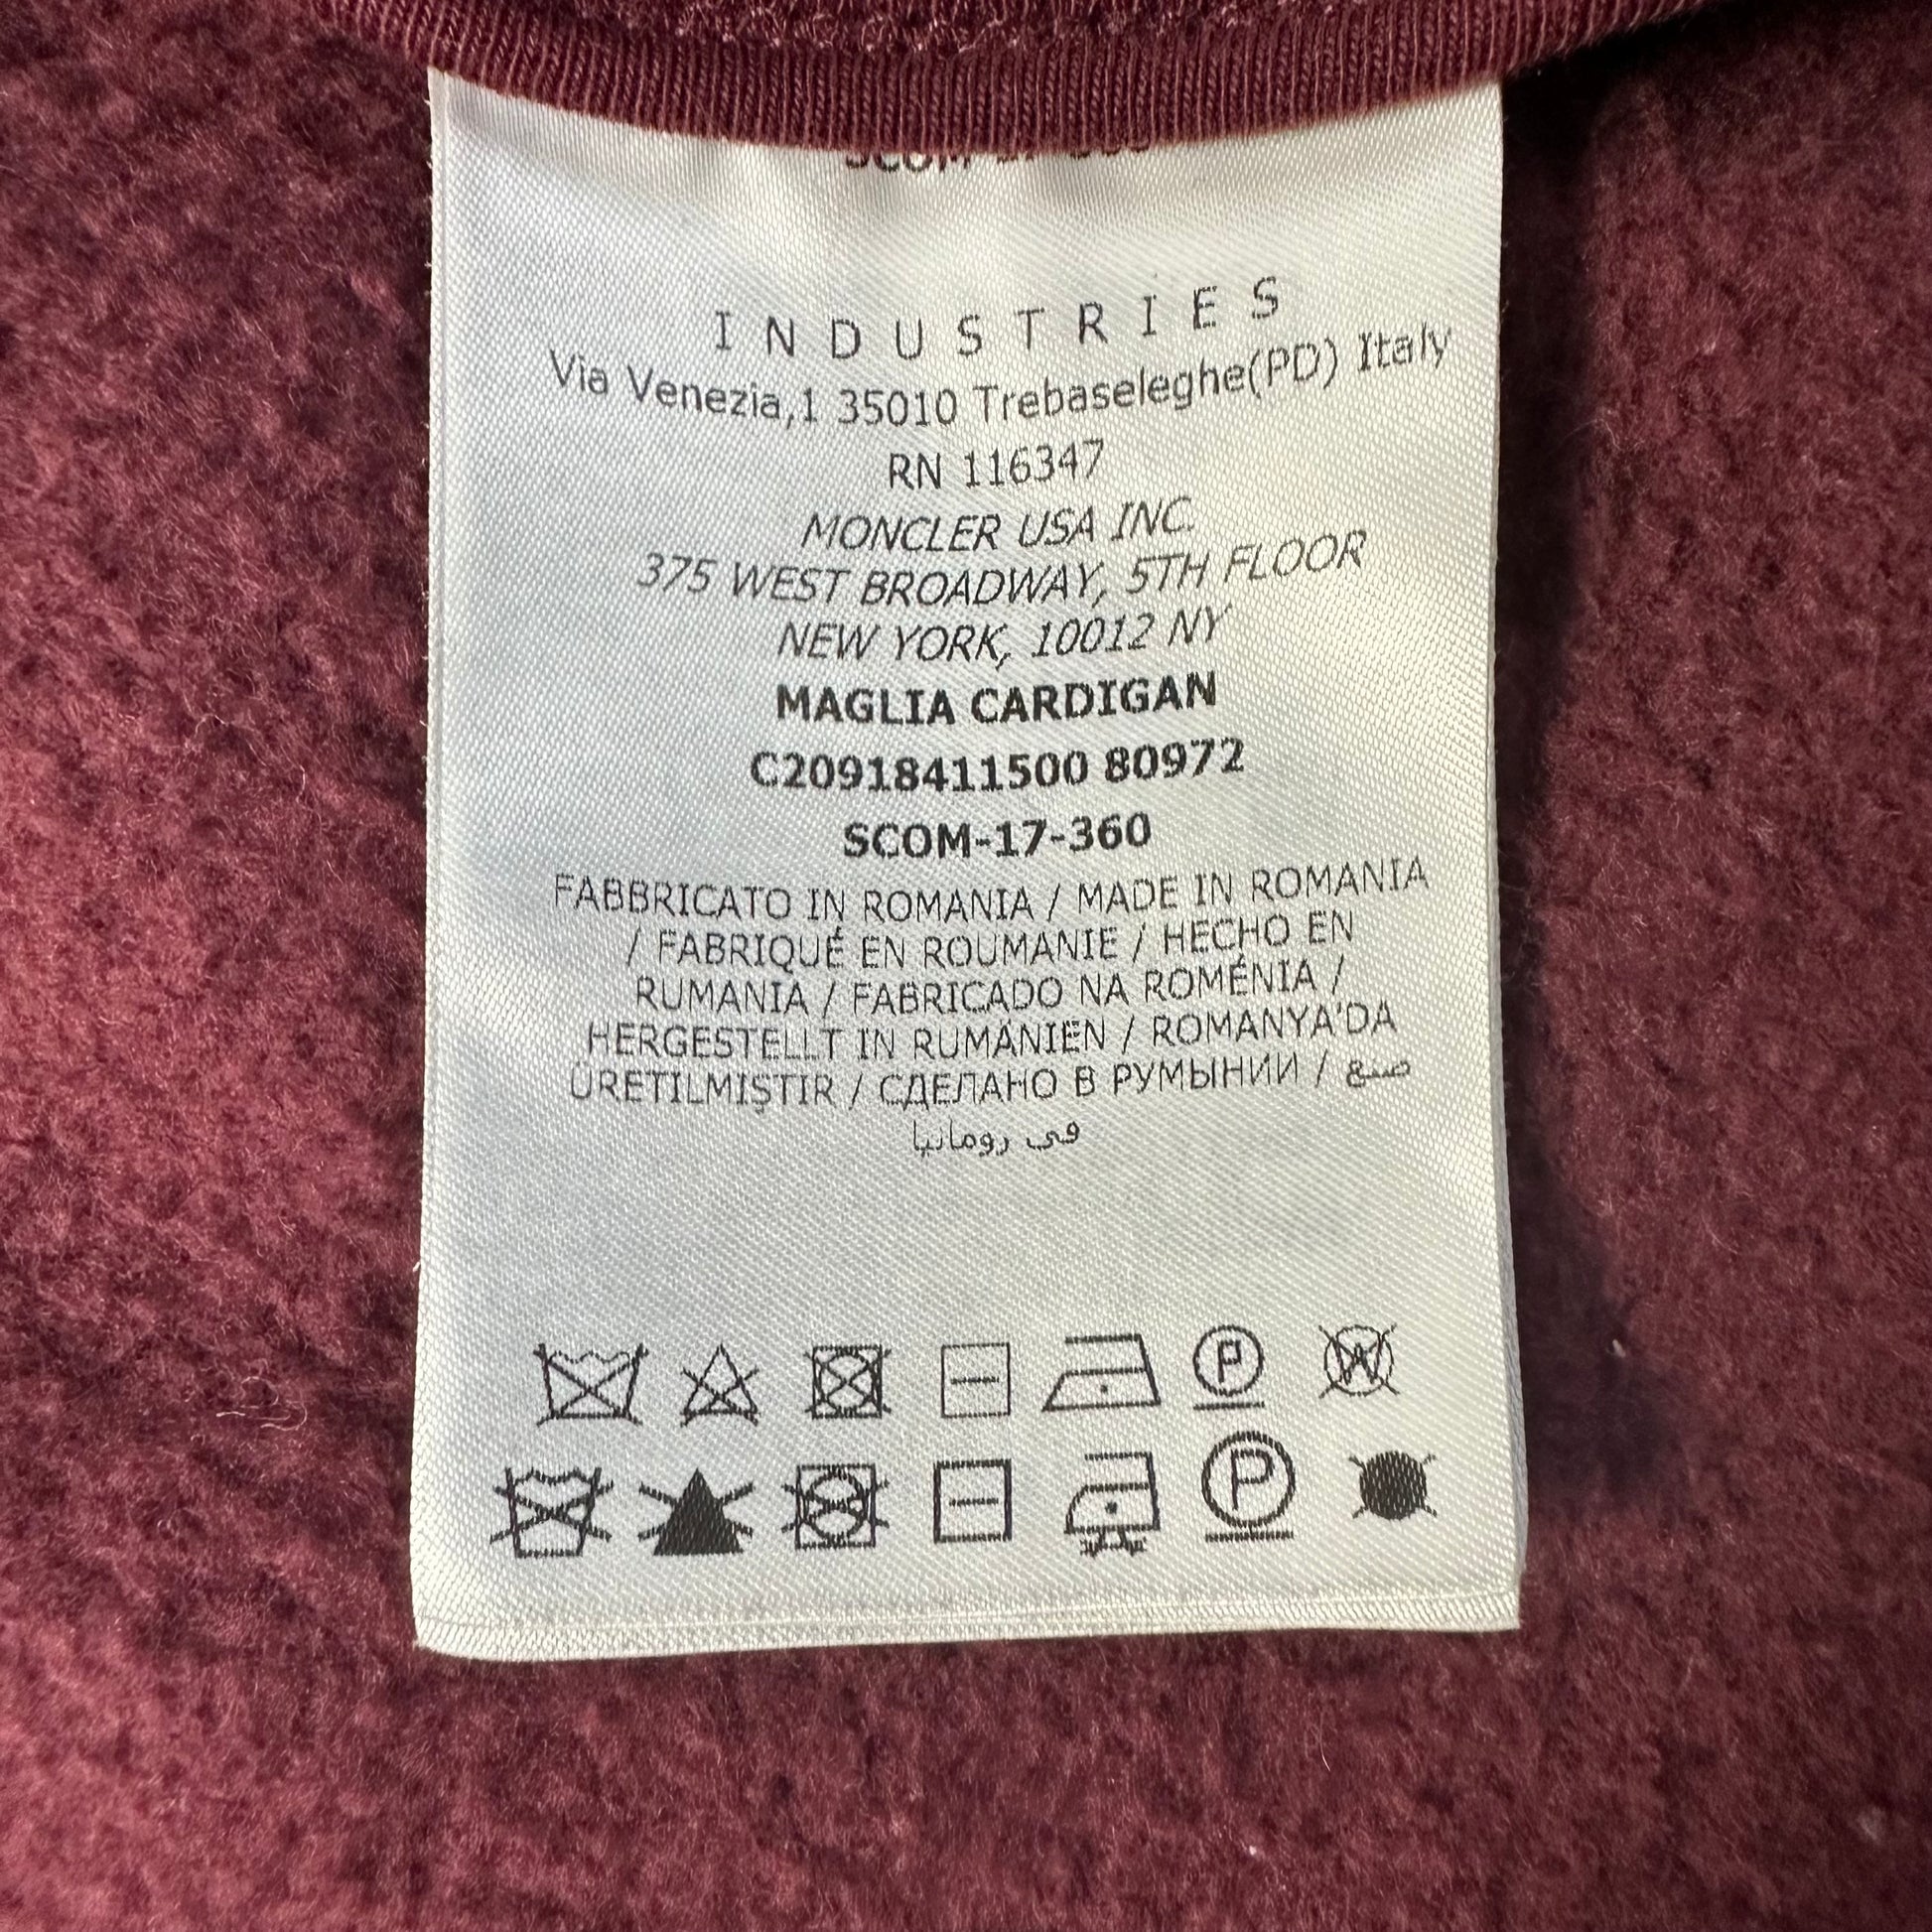 INDUSTRIES
Via Venezia,1 35010 Trebaseleghe(PD) Italy
RN 116347
MONCLER USA INC.
375 WEST BROADWAY, 5TH FLOOR
NEW YORK, 10012 NY
MAGLIA CARDIGAN
C20918411500 80972
SCOM-17-360
FABBRICATO IN ROMANIA / MADE IN ROMANIA
/ FABRIQUÉ EN ROUMANIE / HECHO EN
RUMANIA / FABRICADO NA ROMÉNIA /
HERGESTELLT IN RUMÄNIEN / ROMANYA'DA
ÜRETILMIŞTIR / СДЕЛАНО В РУМЫНИИ / صنع
في رومانيا
P W
P